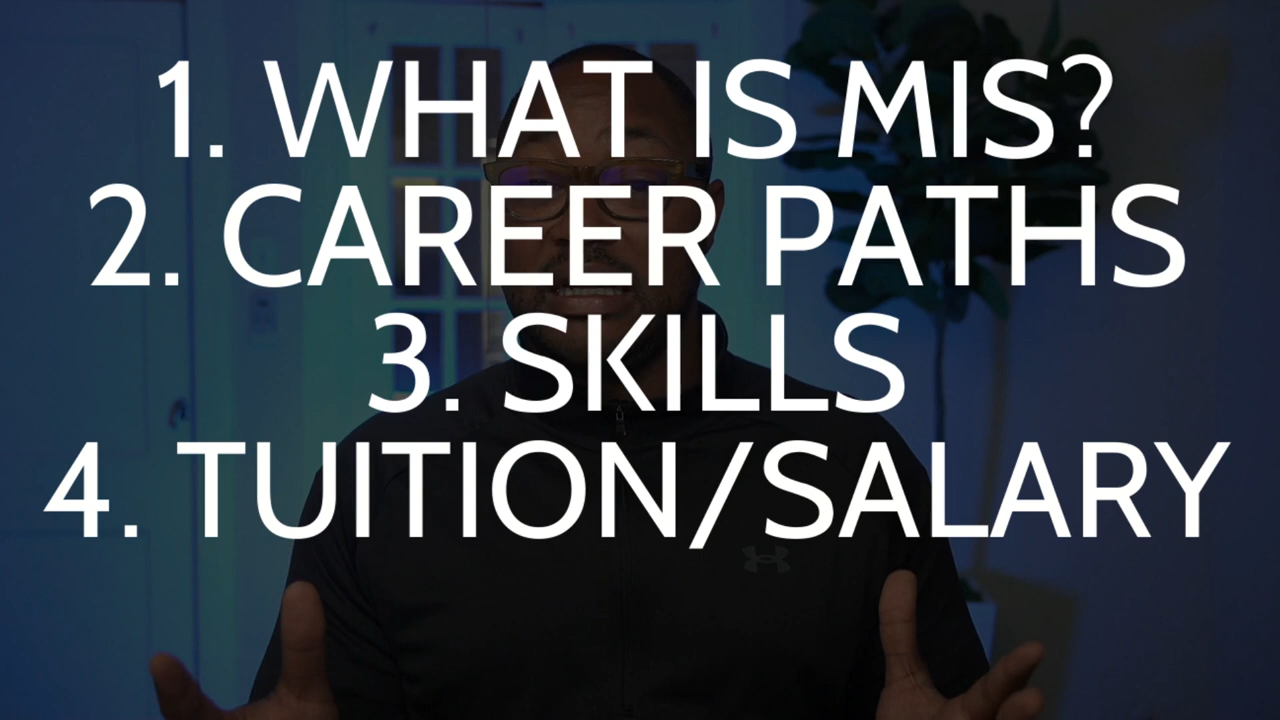 1. WHAT IS MIS?
2. CAREER PATHS
3. SKILLS
4. TUITION/SALARY